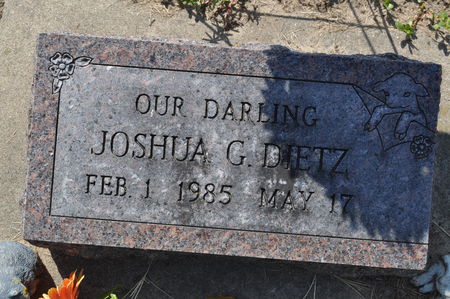 OUR DARLING
JOSHUA G. DIETZ
FEB. 1 1985 MAY 17